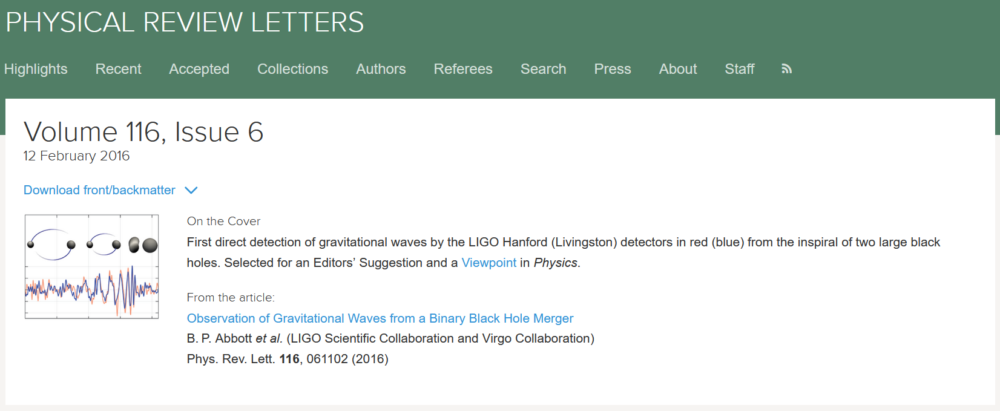 PHYSICAL REVIEW LETTERS
Highlights Recent Accepted Collections Authors Referees Search Press About Staff
Volume 116, Issue 6
12 February 2016
Download front/backmatter
On the Cover
First direct detection of gravitational waves by the LIGO Hanford (Livingston) detectors in red (blue) from the inspiral of two large black
holes. Selected for an Editors’ Suggestion and a Viewpoint in Physics.
From the article:
Observation of Gravitational Waves from a Binary Black Hole Merger
B. P. Abbott et al. (LIGO Scientific Collaboration and Virgo Collaboration)
Phys. Rev. Lett. 116, 061102 (2016)